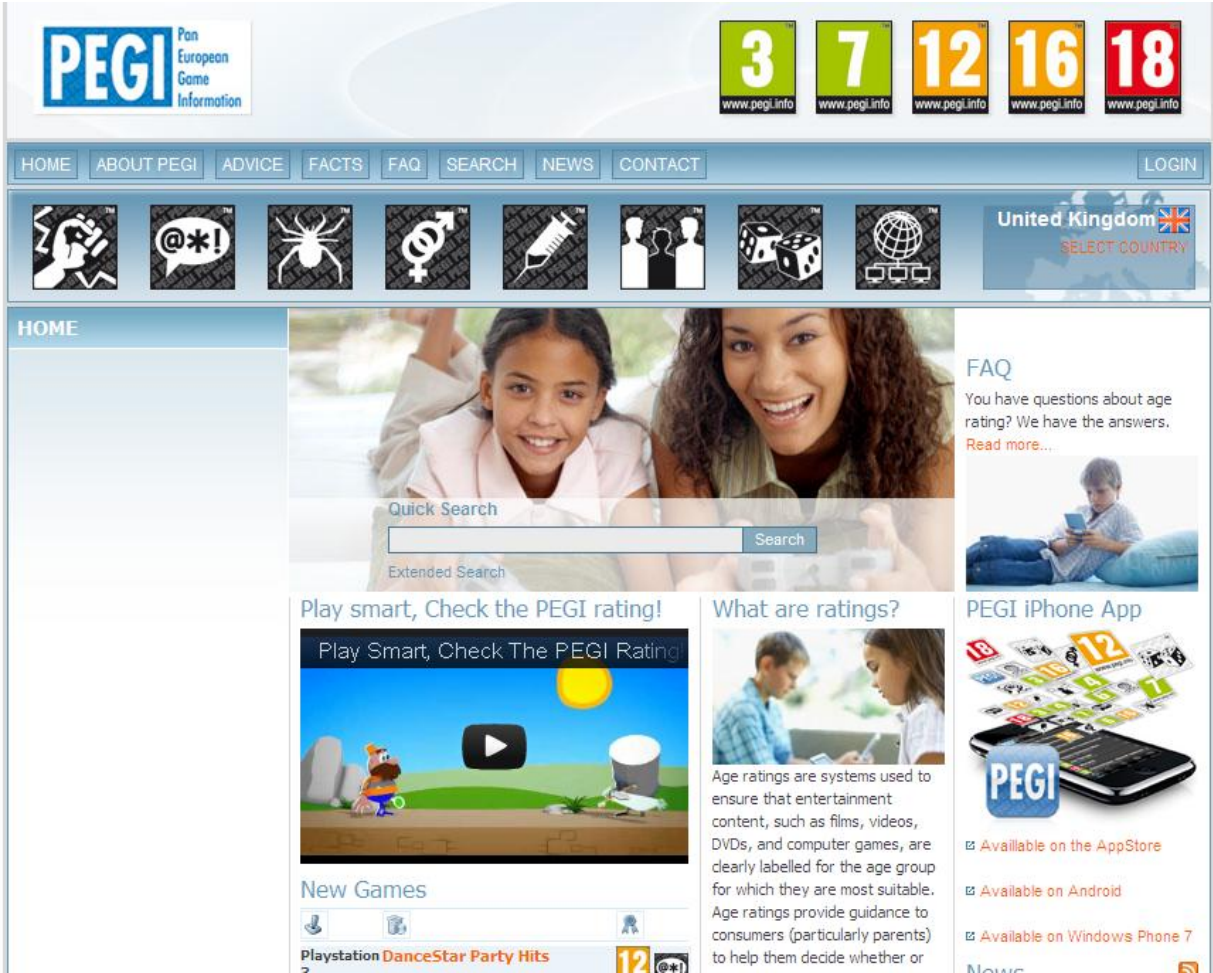 PEGI
Pan
European
Game
Information
3
www.pegi.info
7
www.pegi.info
12
www.pegi.info
16
www.pegi.info
18
www.pegi.info
HOME ABOUT PEGI ADVICE FACTS FAQ SEARCH NEWS CONTACT LOGIN
@*!
United Kingdom
SELECT COUNTRY
HOME
Quick Search
Search
Extended Search
FAQ
You have questions about age
rating? We have the answers.
Read more...
Play smart, Check the PEGI rating!
Play Smart, Check The PEGI Rating!
New Games
Playstation DanceStar Party Hits
3
12
@*!
What are ratings?
Age ratings are systems used to
ensure that entertainment
content, such as films, videos,
DVDs, and computer games, are
clearly labelled for the age group
for which they are most suitable.
Age ratings provide guidance to
consumers (particularly parents)
to help them decide whether or
PEGI iPhone App
18
12
16
3
7
4
PEGI
Availlable on the AppStore
Available on Android
Available on Windows Phone 7
News